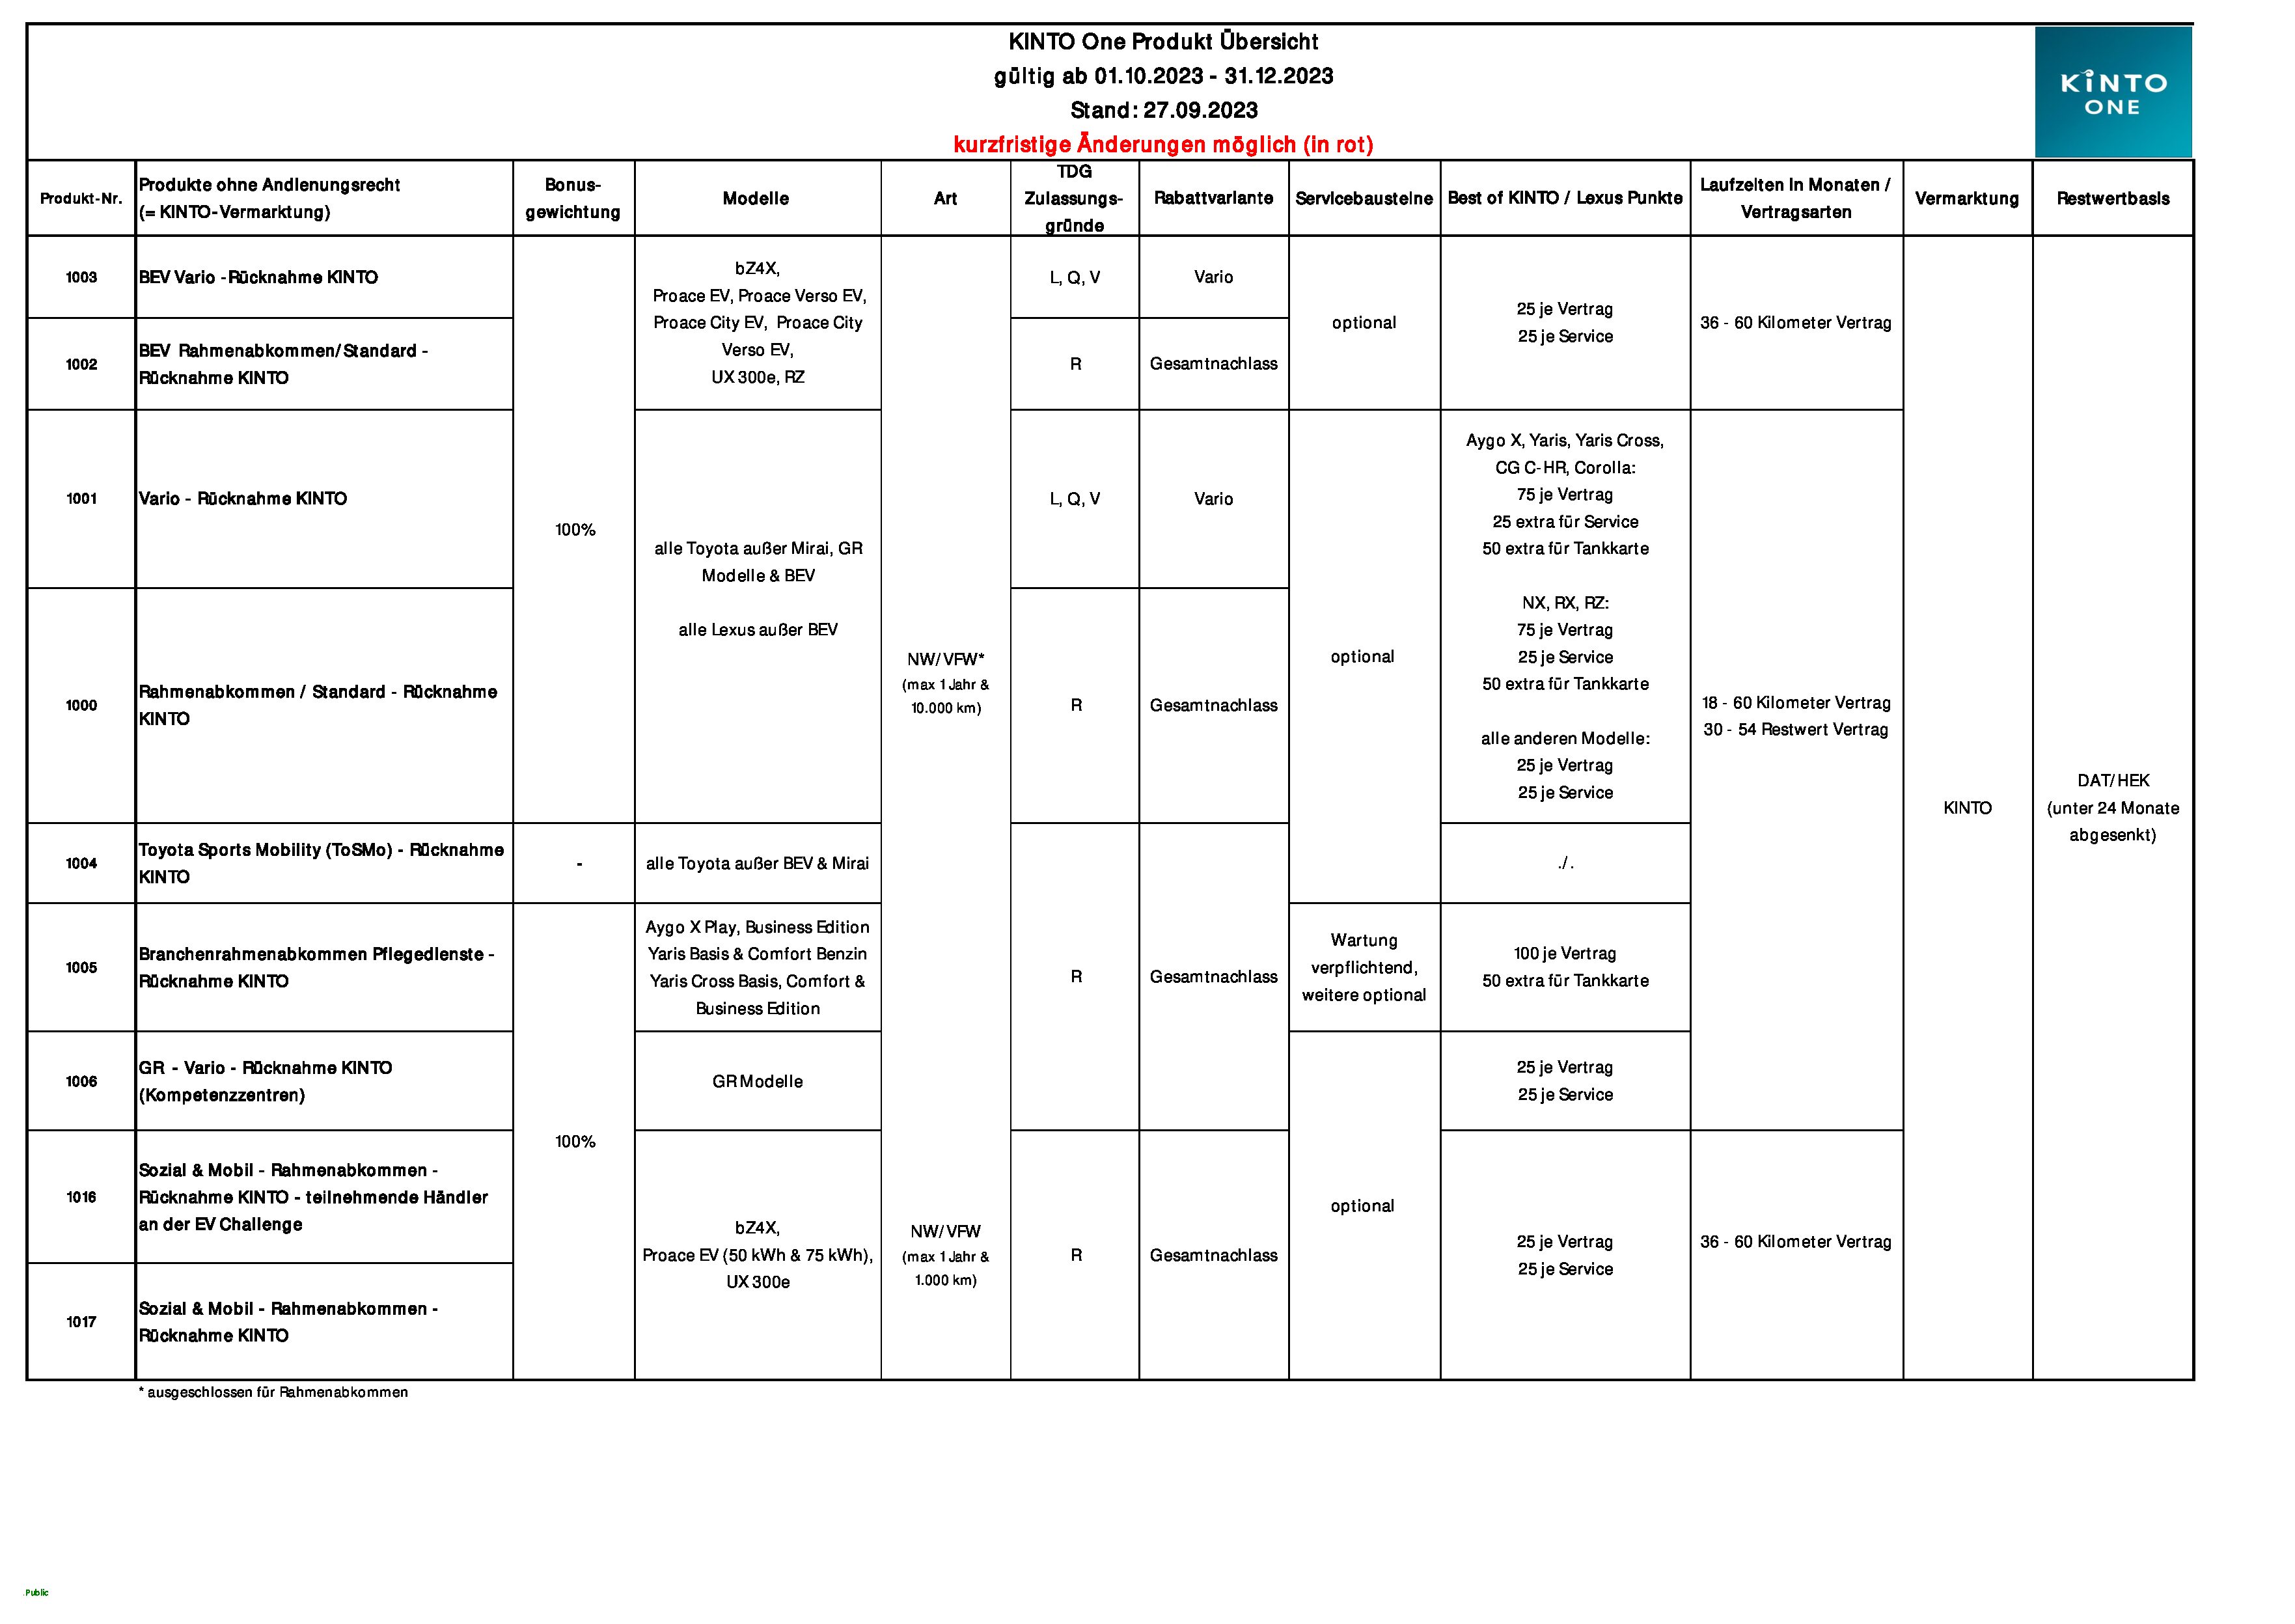 KINTO One Produkt Übersicht
gültig ab 01.10.2023 - 31.12.2023
Stand: 27.09.2023
kurzfristige Änderungen möglich (in rot)
KINTO
ONE
Produkt-Nr.
Produkte ohne Andienungsrecht
(= KINTO-Vermarktung)
Bonus-
gewichtung
Modelle
Art
TDG
Zulassungs-
gründe
Rabattvariante
Servicebausteine
Best of KINTO / Lexus Punkte
Laufzeiten in Monaten /
Vertragsarten
Vermarktung
Restwertbasis
1003
BEV Vario -Rücknahme KINTO
100%
bZ4X,
Proace EV, Proace Verso EV,
Proace City EV, Proace City
Verso EV,
UX 300e, RZ
NW/VFW*
(max 1 Jahr &
10.000 km)
L, Q, V
Vario
optional
25 je Vertrag
25 je Service
36 - 60 Kilometer Vertrag
KINTO
DAT/HEK
(unter 24 Monate
abgesenkt)
1002
BEV Rahmenabkommen/Standard -
Rücknahme KINTO
R
Gesamtnachlass
1001
Vario - Rücknahme KINTO
alle Toyota außer Mirai, GR
Modelle & BEV
alle Lexus außer BEV
L, Q, V
Vario
optional
Aygo X, Yaris, Yaris Cross,
CG C-HR, Corolla:
75 je Vertrag
25 extra für Service
50 extra für Tankkarte
NX, RX, RZ:
75 je Vertrag
25 je Service
50 extra für Tankkarte
alle anderen Modelle:
25 je Vertrag
25 je Service
18 - 60 Kilometer Vertrag
30 - 54 Restwert Vertrag
1000
Rahmenabkommen / Standard - Rücknahme
KINTO
R
Gesamtnachlass
1004
Toyota Sports Mobility (ToSMo) - Rücknahme
KINTO
-
alle Toyota außer BEV & Mirai
R
Gesamtnachlass
./.
1005
Branchenrahmenabkommen Pflegedienste -
Rücknahme KINTO
100%
Aygo X Play, Business Edition
Yaris Basis & Comfort Benzin
Yaris Cross Basis, Comfort &
Business Edition
Wartung
verpflichtend,
weitere optional
100 je Vertrag
50 extra für Tankkarte
1006
GR - Vario - Rücknahme KINTO
(Kompetenzzentren)
GR Modelle
optional
25 je Vertrag
25 je Service
1016
Sozial & Mobil - Rahmenabkommen -
Rücknahme KINTO - teilnehmende Händler
an der EV Challenge
bZ4X,
Proace EV (50 kWh & 75 kWh),
UX 300e
NW/VFW
(max 1 Jahr &
1.000 km)
R
Gesamtnachlass
25 je Vertrag
25 je Service
36 - 60 Kilometer Vertrag
1017
Sozial & Mobil - Rahmenabkommen -
Rücknahme KINTO
* ausgeschlossen für Rahmenabkommen
Public